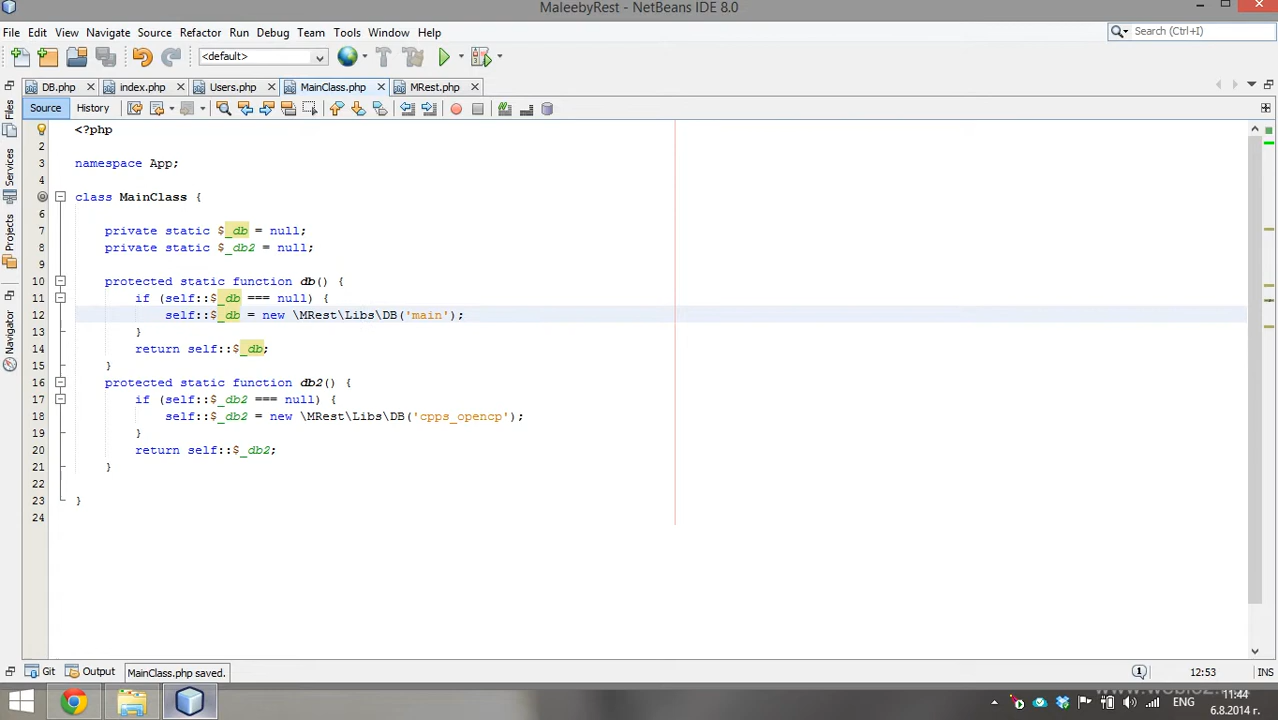 MaleebyRest - NetBeans IDE 8.0
File Edit View Navigate Source Refactor Run Debug Team Tools Window Help
Search (Ctrl+I)
<default>
DB.php index.php Users.php MainClass.php MRest.php
Source History
Files
Services
Projects
Navigator
<?php
2
3 namespace App;
4
class MainClass {
6
7 private static $_db = null;
8 private static $_db2 = null;
9
10 protected static function db() {
11 if (self::$_db === null) {
12 self::$_db = new \MRest\Libs\DB('main');
13 }
14 return self::$_db;
15 }
16 protected static function db2() {
17 if (self::$_db2 === null) {
18 self::$_db2 = new \MRest\Libs\DB('cpps_opencp');
19 }
20 return self::$_db2;
21 }
22
23 }
24
Git Output MainClass.php saved. 1 12:53 INS
ENG 11:44
6.8.2014 г.